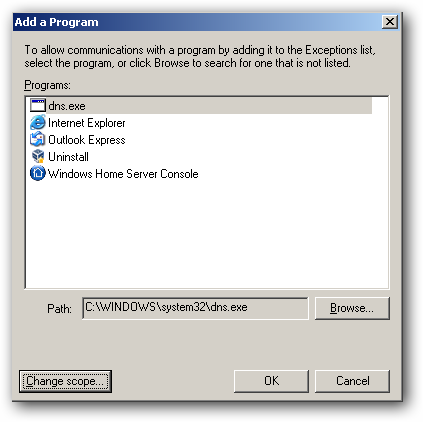 Add a Program
To allow communications with a program by adding it to the Exceptions list,
select the program, or click Browse to search for one that is not listed.
Programs:
dns.exe
Internet Explorer
Outlook Express
Uninstall
Windows Home Server Console
Path: C:\WINDOWS\system32\dns.exe Browse...
Change scope... OK Cancel